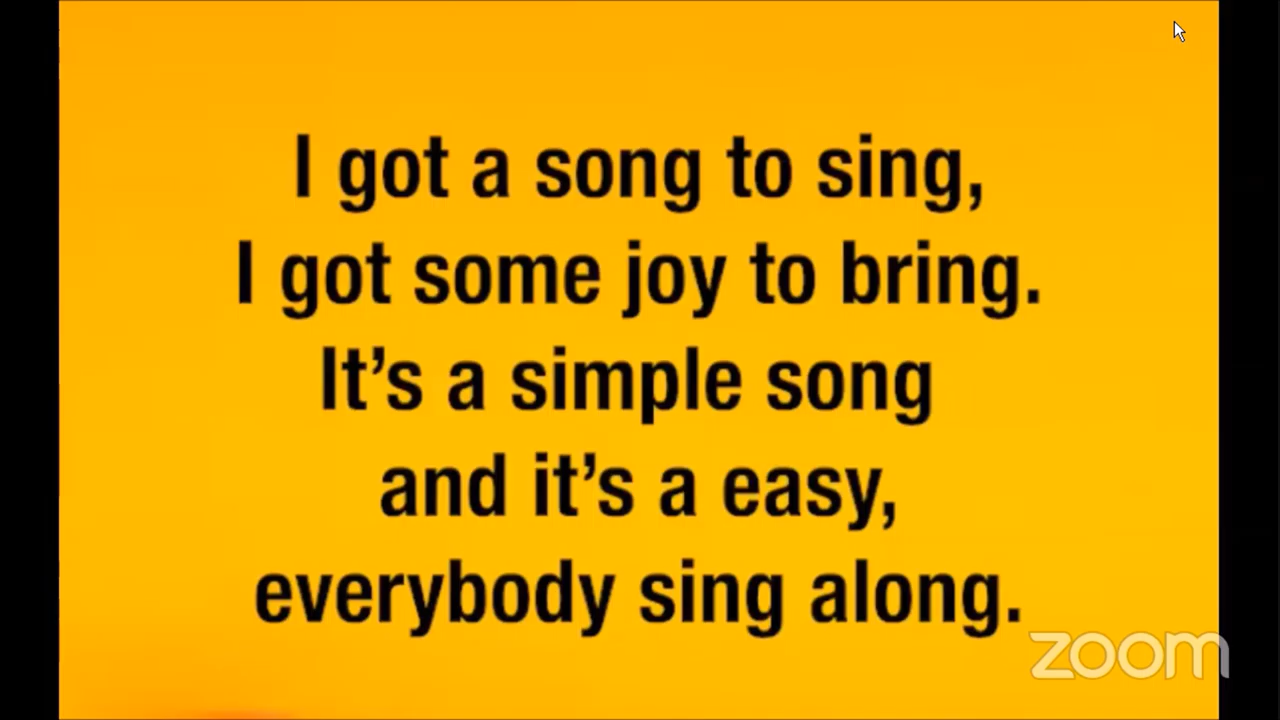 I got a song to sing,
I got some joy to bring.
It’s a simple song
and it’s a easy,
everybody sing along.
zoom